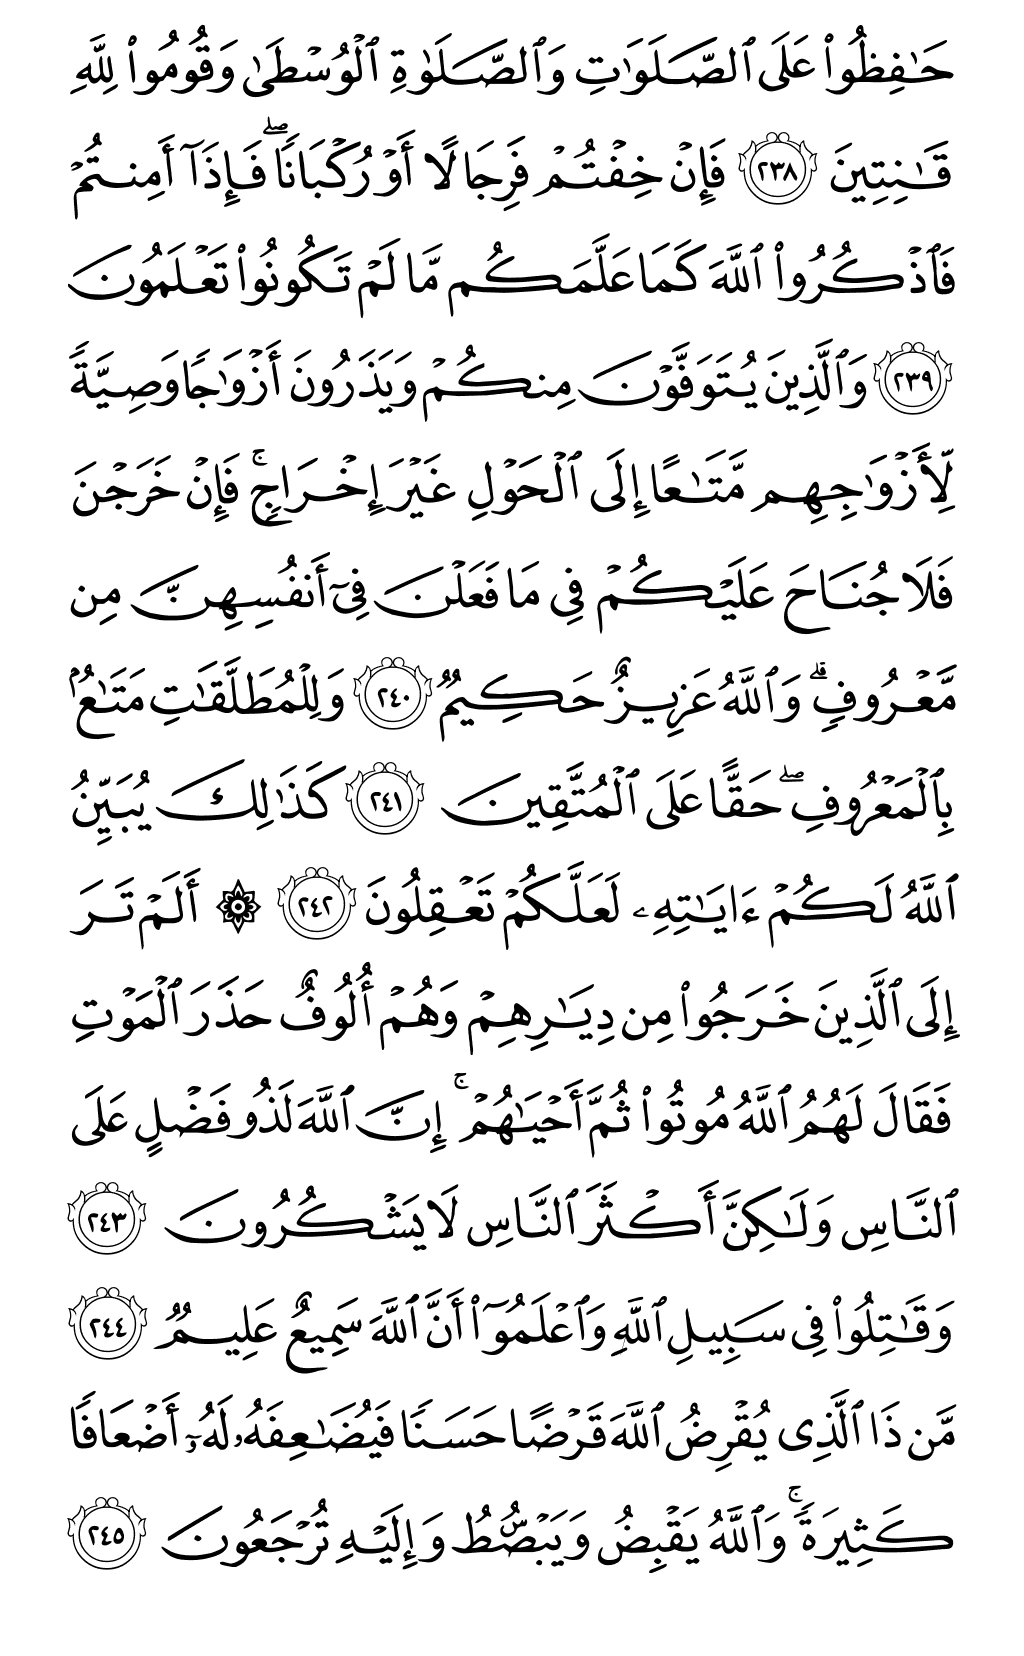 حَـٰفِظُوا۟ عَلَى ٱلصَّلَوَٰتِ وَٱلصَّلَوٰةِ ٱلْوُسْطَىٰ وَقُومُوا۟ لِلَّهِ
قَـٰنِتِينَ ٢٣٨ فَإِنْ خِفْتُمْ فَرِجَالًا أَوْ رُكْبَانًا ۖ فَإِذَآ أَمِنتُمْ
فَٱذْكُرُوا۟ ٱللَّهَ كَمَا عَلَّمَكُم مَّا لَمْ تَكُونُوا۟ تَعْلَمُونَ
٢٣٩ وَٱلَّذِينَ يُتَوَفَّوْنَ مِنكُمْ وَيَذَرُونَ أَزْوَٰجًا وَصِيَّةً
لِّأَزْوَٰجِهِم مَّتَـٰعًا إِلَى ٱلْحَوْلِ غَيْرَ إِخْرَاجٍ ۚ فَإِنْ خَرَجْنَ
فَلَا جُنَاحَ عَلَيْكُمْ فِى مَا فَعَلْنَ فِىٓ أَنفُسِهِنَّ مِن
مَّعْرُوفٍ ۗ وَٱللَّهُ عَزِيزٌ حَكِيمٌ ٢٤٠ وَلِلْمُطَلَّقَـٰتِ مَتَـٰعٌۢ
بِٱلْمَعْرُوفِ ۖ حَقًّا عَلَى ٱلْمُتَّقِينَ ٢٤١ كَذَٰلِكَ يُبَيِّنُ
ٱللَّهُ لَكُمْ ءَايَـٰتِهِۦ لَعَلَّكُمْ تَعْقِلُونَ ٢٤٢ ۞ أَلَمْ تَرَ
إِلَى ٱلَّذِينَ خَرَجُوا۟ مِن دِيَـٰرِهِمْ وَهُمْ أُلُوفٌ حَذَرَ ٱلْمَوْتِ
فَقَالَ لَهُمُ ٱللَّهُ مُوتُوا۟ ثُمَّ أَحْيَـٰهُمْ ۚ إِنَّ ٱللَّهَ لَذُو فَضْلٍ عَلَى
ٱلنَّاسِ وَلَـٰكِنَّ أَكْثَرَ ٱلنَّاسِ لَا يَشْكُرُونَ ٢٤٣
وَقَـٰتِلُوا۟ فِى سَبِيلِ ٱللَّهِ وَٱعْلَمُوٓا۟ أَنَّ ٱللَّهَ سَمِيعٌ عَلِيمٌ ٢٤٤
مَّن ذَا ٱلَّذِى يُقْرِضُ ٱللَّهَ قَرْضًا حَسَنًا فَيُضَـٰعِفَهُۥ لَهُۥٓ أَضْعَافًا
كَثِيرَةً ۚ وَٱللَّهُ يَقْبِضُ وَيَبْصُۜطُ وَإِلَيْهِ تُرْجَعُونَ ٢٤٥